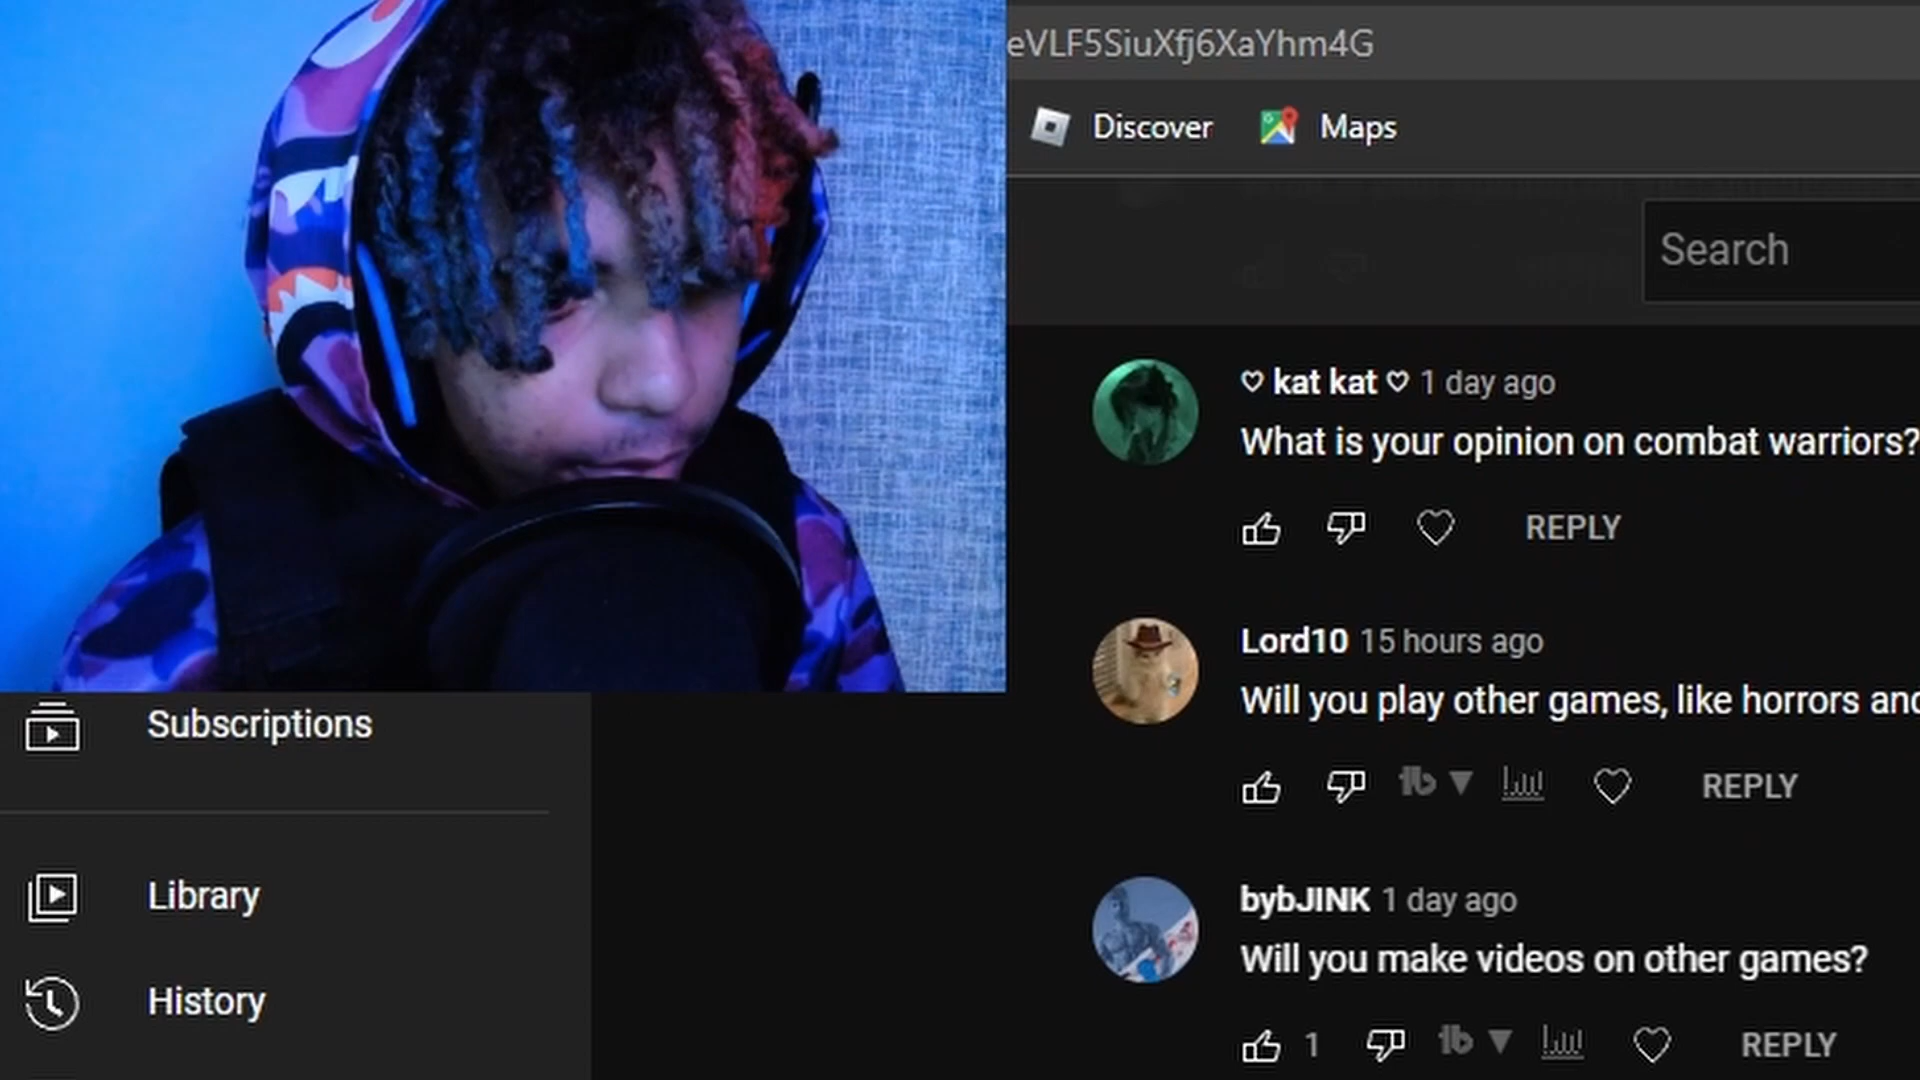 eVLF5SiuXfj6XaYhm4G
Discover Maps
Search
♡ kat kat ♡ 1 day ago
What is your opinion on combat warriors?
REPLY
Lord10 15 hours ago
Will you play other games, like horrors and
REPLY
bybJINK 1 day ago
Will you make videos on other games?
1 REPLY
Subscriptions
Library
History